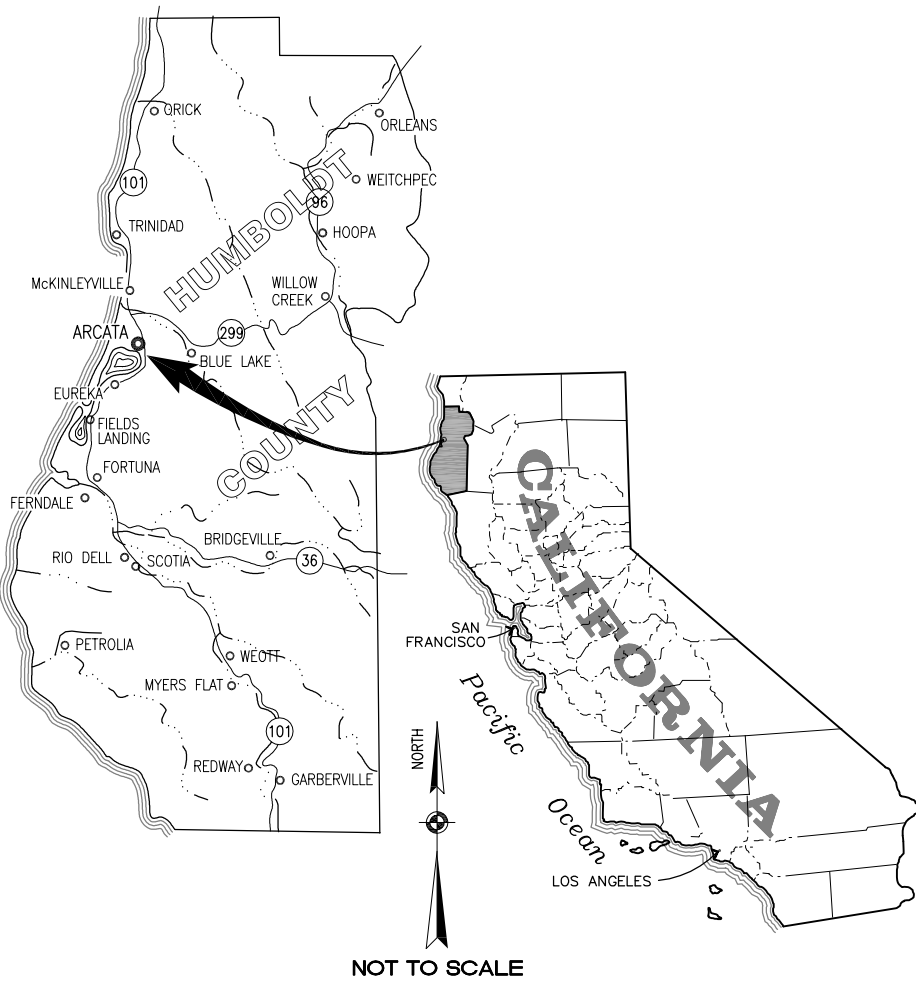 ORICK
ORLEANS
101
WEITCHPEC
96
TRINIDAD
HOOPA
HUMBOLDT
McKINLEYVILLE
WILLOW
CREEK
ARCATA
299
BLUE LAKE
EUREKA
COUNTY
FIELDS
LANDING
FORTUNA
FERNDALE
BRIDGEVILLE
RIO DELL
SCOTIA
36
CALIFORNIA
SAN
FRANCISCO
PETROLIA
WEOTT
MYERS FLAT
Pacific
101
NORTH
REDWAY
GARBERVILLE
Ocean
LOS ANGELES
NOT TO SCALE